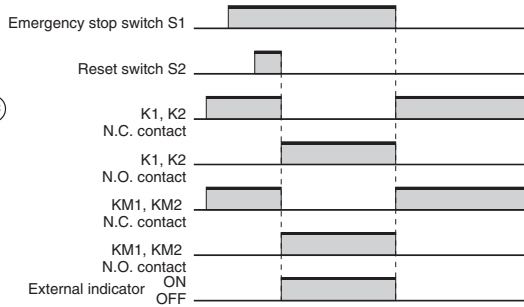 Emergency stop switch S1
Reset switch S2
K1, K2
N.C. contact
K1, K2
N.O. contact
KM1, KM2
N.C. contact
KM1, KM2
N.O. contact
External indicator ON
OFF